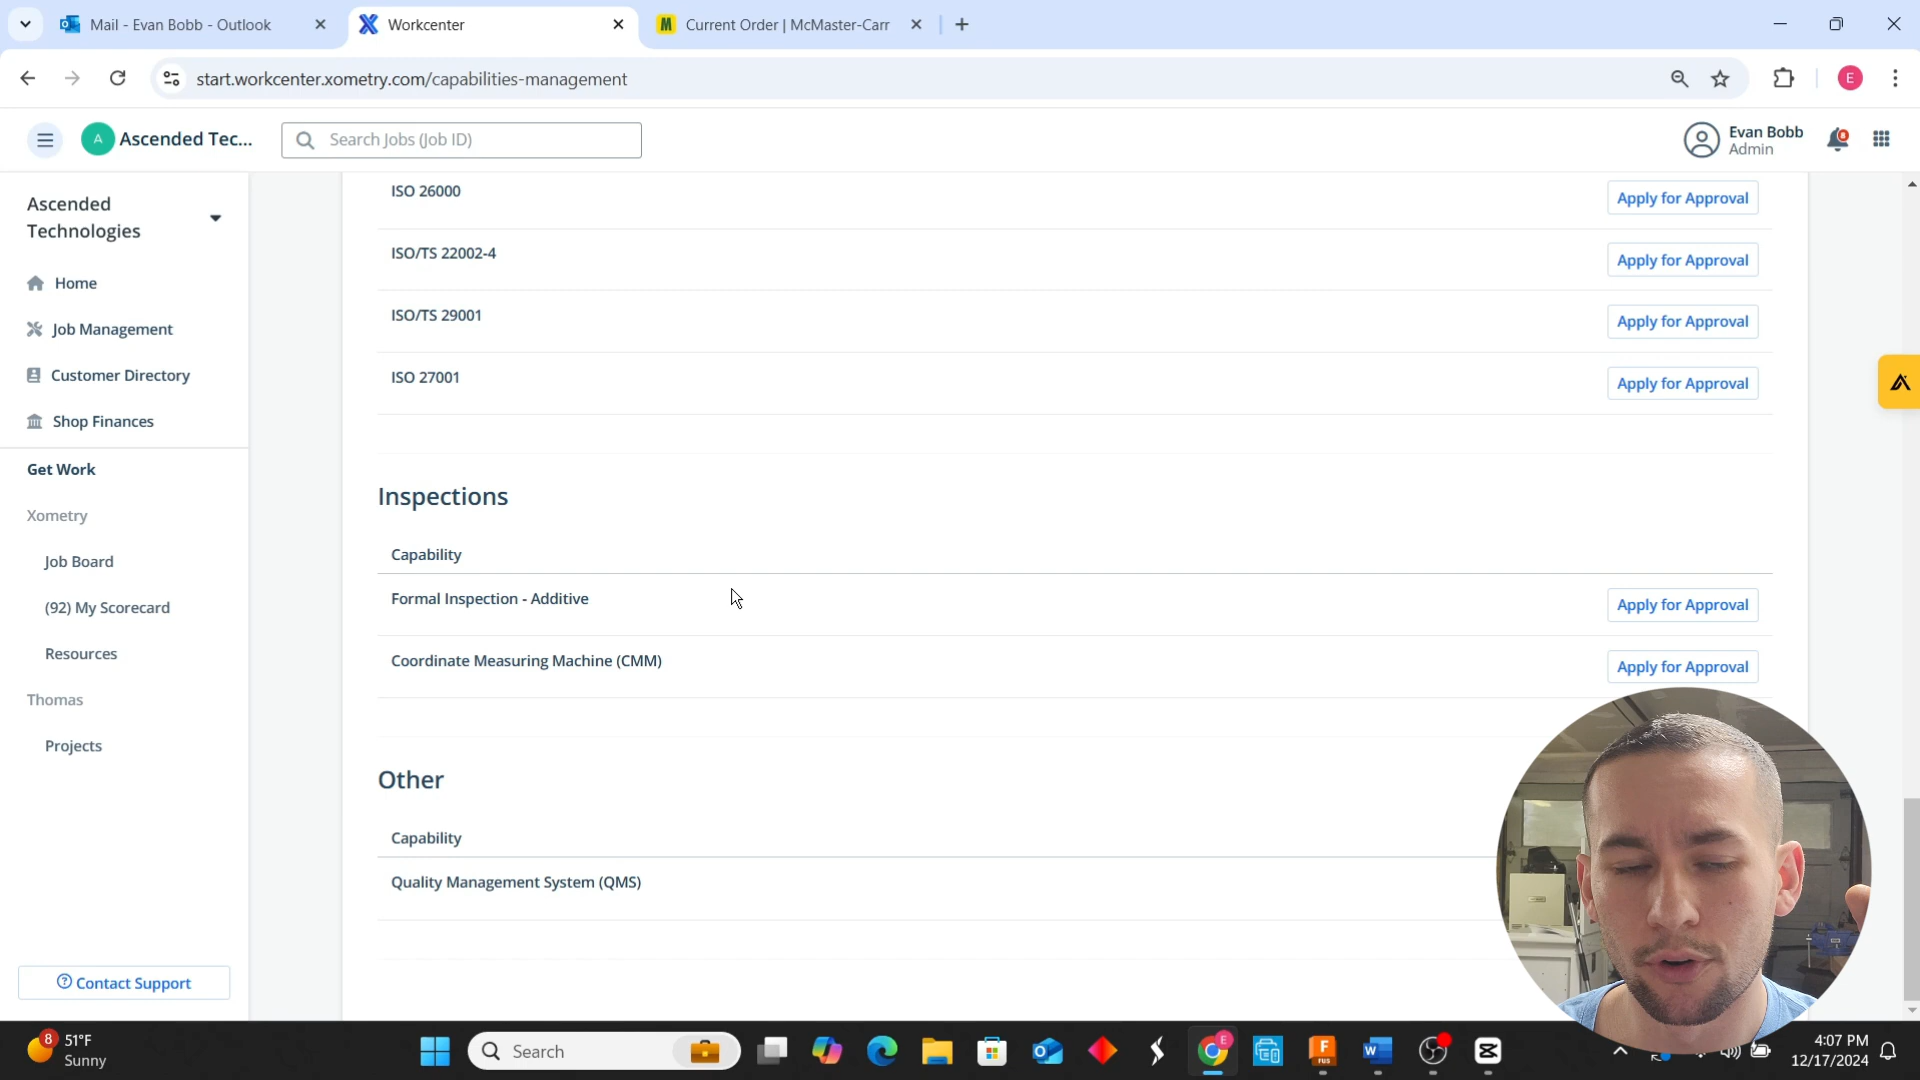 Mail - Evan Bobb - Outlook
Workcenter
M
Current Order | McMaster-Carr
start.workcenter.xometry.com/capabilities-management
E
A
Ascended Tec...
Search Jobs (Job ID)
Evan Bobb
Admin
8
Ascended
Technologies
Home
Job Management
Customer Directory
Shop Finances
Get Work
Xometry
Job Board
(92) My Scorecard
Resources
Thomas
Projects
Contact Support
ISO 26000
Apply for Approval
ISO/TS 22002-4
Apply for Approval
ISO/TS 29001
Apply for Approval
ISO 27001
Apply for Approval
Inspections
Capability
Formal Inspection - Additive
Apply for Approval
Coordinate Measuring Machine (CMM)
Apply for Approval
Other
Capability
Quality Management System (QMS)
8
51°F
Sunny
Search
E
F
FUS
W
4:07 PM
12/17/2024